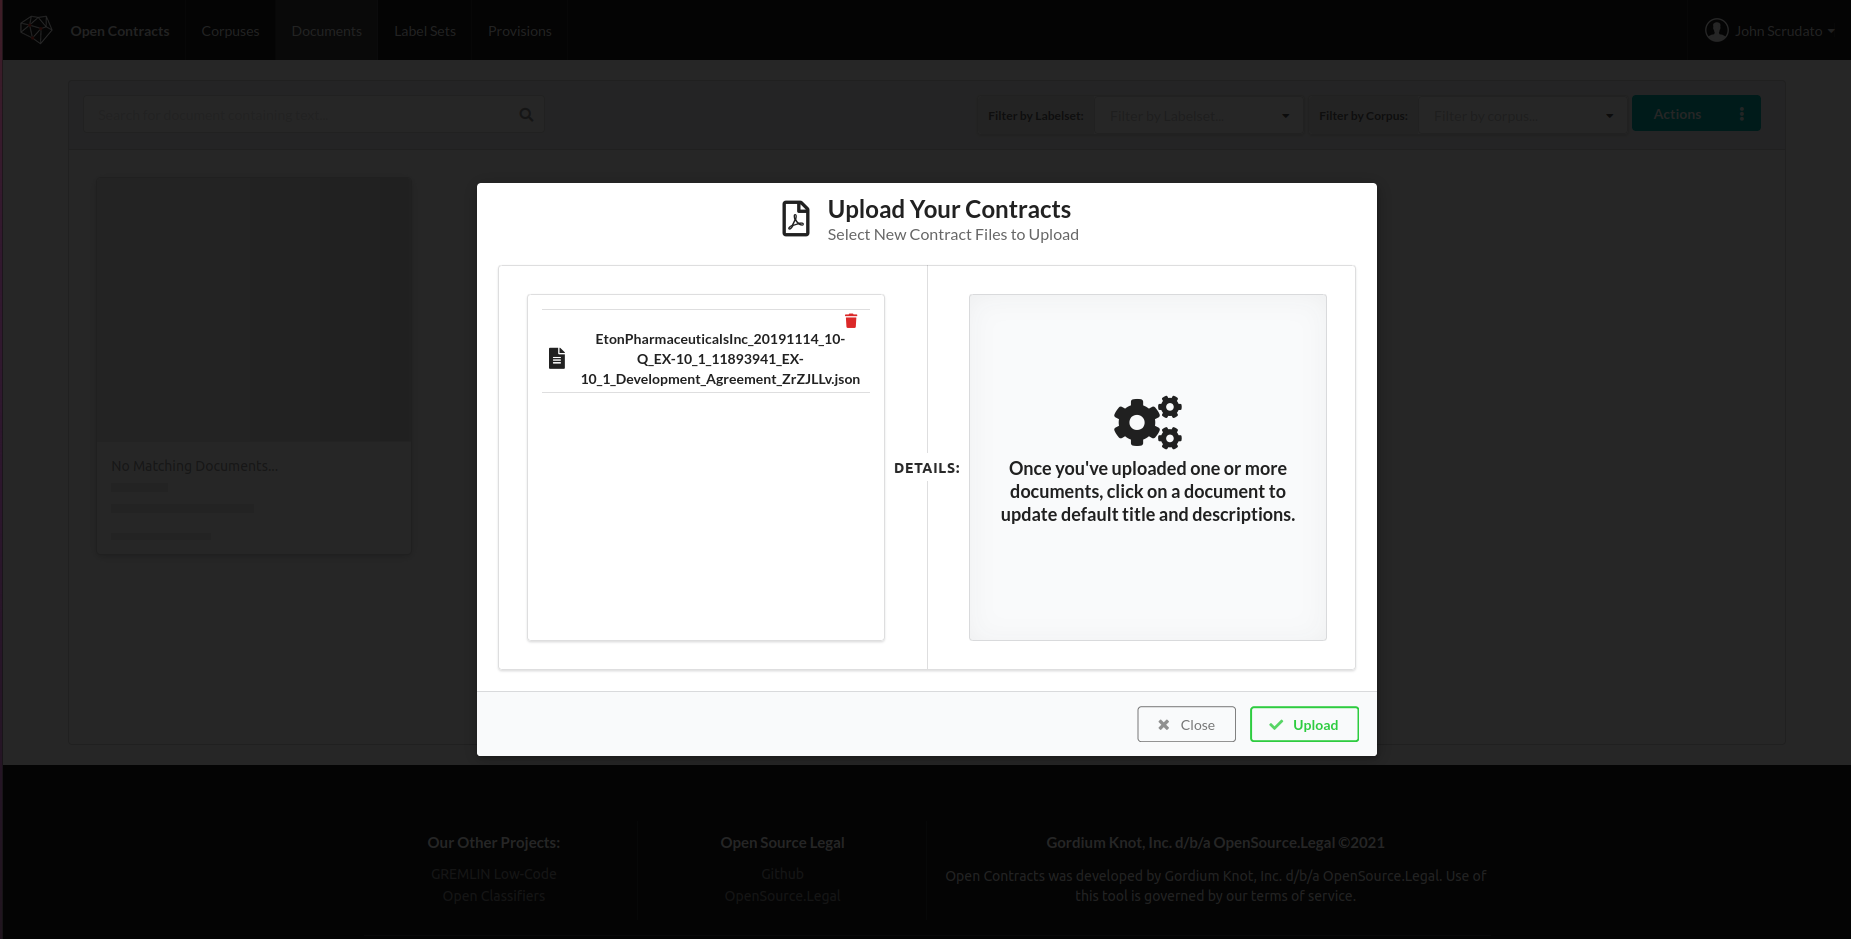 Open Contracts
Corpuses
Documents
Label Sets
Provisions
John Scrudato
Search for document containing text...
Filter by Labelset:
Filter by Labelset...
Filter by Corpus:
Filter by corpus...
Actions
No Matching Documents...
Upload Your Contracts
Select New Contract Files to Upload
EtonPharmaceuticalsInc_20191114_10-
Q_EX-10_1_11893941_EX-
10_1_Development_Agreement_ZrZJLLv.json
DETAILS:
Once you've uploaded one or more
documents, click on a document to
update default title and descriptions.
Close
Upload
Our Other Projects:
GREMLIN Low-Code
Open Classifiers
Open Source Legal
Github
OpenSource.Legal
Gordium Knot, Inc. d/b/a OpenSource.Legal ©2021
Open Contracts was developed by Gordium Knot, Inc. d/b/a OpenSource.Legal. Use of
this tool is governed by our terms of service.